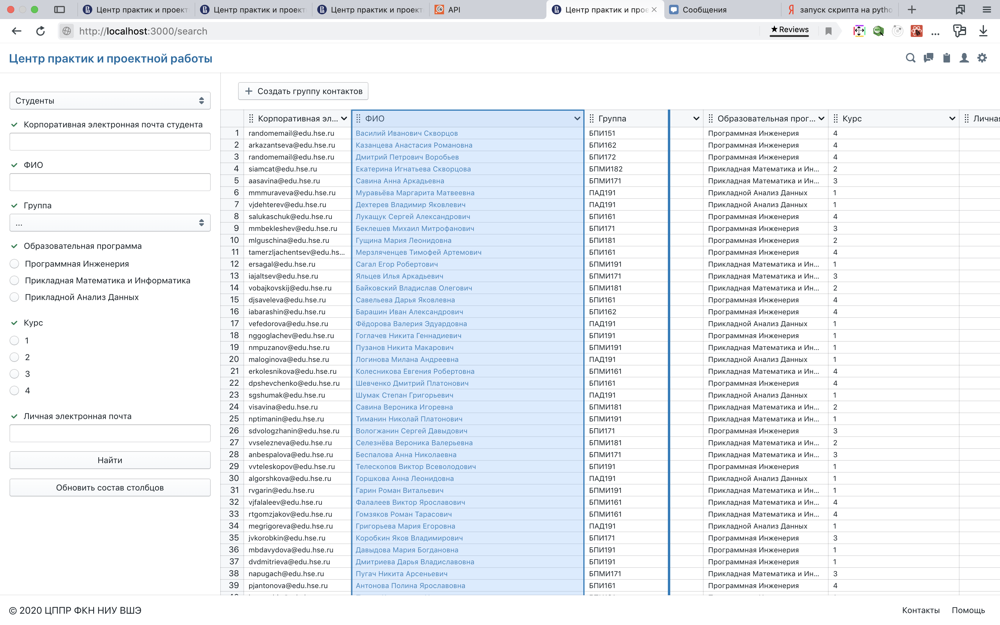 Центр практик и проект
Центр практик и проект
Центр практик и проект
API
Центр практик и прое
Сообщения
запуск скрипта на pytho
http://localhost:3000/search
★ Reviews
Центр практик и проектной работы
Студенты
Корпоративная электронная почта студента
ФИО
Группа
...
Образовательная программа
Программная Инженерия
Прикладная Математика и Информатика
Прикладной Анализ Данных
Курс
1
2
3
4
Личная электронная почта
Найти
Обновить состав столбцов
+ Создать группу контактов
Корпоративная эл... ФИО Группа Образовательная прог... Курс Личная
1 randomemail@edu.hse.ru Василий Иванович Скворцов БПИ151 Программная Инженерия 4
2 arkazantseva@edu.hse.ru Казанцева Анастасия Романовна БПИ162 Программная Инженерия 4
3 randomemail@edu.hse.ru Дмитрий Петрович Воробьев БПИ172 Программная Инженерия 4
4 siamcat@edu.hse.ru Екатерина Игнатьева Скворцова БПМИ182 Прикладная Математика и Ин... 2
5 aasavina@edu.hse.ru Савина Анна Аркадьевна БПМИ171 Прикладная Математика и Ин... 3
6 mmmuraveva@edu.hse.ru Муравьёва Маргарита Матвеевна ПАД191 Прикладной Анализ Данных 1
7 vjdehterev@edu.hse.ru Дехтерев Владимир Яковлевич ПАД191 Прикладной Анализ Данных 1
8 salukaschuk@edu.hse.ru Лукащук Сергей Александрович БПИ161 Программная Инженерия 4
9 mmbekleshev@edu.hse.ru Беклешев Михаил Митрофанович БПИ171 Программная Инженерия 3
10 mlguschina@edu.hse.ru Гущина Мария Леонидовна БПИ181 Программная Инженерия 2
11 tamerzljachentsev@edu.hs... Мерзляченцев Тимофей Артемович БПИ161 Программная Инженерия 4
12 ersagal@edu.hse.ru Сагал Егор Робертович БПМИ191 Прикладная Математика и Ин... 1
13 iajaltsev@edu.hse.ru Яльцев Илья Аркадьевич БПМИ171 Прикладная Математика и Ин... 3
14 vobajkovskij@edu.hse.ru Байковский Владислав Олегович БПМИ181 Прикладная Математика и Ин... 2
15 djsaveleva@edu.hse.ru Савельева Дарья Яковлевна БПИ161 Программная Инженерия 4
16 iabarashin@edu.hse.ru Барашин Иван Александрович БПИ162 Программная Инженерия 4
17 vefedorova@edu.hse.ru Фёдорова Валерия Эдуардовна ПАД191 Прикладной Анализ Данных 1
18 nggoglachev@edu.hse.ru Гоглачев Никита Геннадиевич БПИ191 Программная Инженерия 1
19 nmpuzanov@edu.hse.ru Пузанов Никита Макарович БПМИ191 Прикладная Математика и Ин... 1
20 maloginova@edu.hse.ru Логинова Милана Андреевна ПАД191 Прикладной Анализ Данных 1
21 erkolesnikova@edu.hse.ru Колесникова Евгения Робертовна БПМИ161 Прикладная Математика и Ин... 4
22 dpshevchenko@edu.hse.ru Шевченко Дмитрий Платонович БПИ161 Программная Инженерия 4
23 sgshumak@edu.hse.ru Шумак Степан Григорьевич ПАД191 Прикладной Анализ Данных 1
24 visavina@edu.hse.ru Савина Вероника Игоревна БПМИ181 Прикладная Математика и Ин... 2
25 nptimanin@edu.hse.ru Тиманин Николай Платонович БПМИ191 Прикладная Математика и Ин... 1
26 sdvologzhanin@edu.hse.ru Вологжанин Сергей Давыдович БПИ171 Программная Инженерия 3
27 vvselezneva@edu.hse.ru Селезнёва Вероника Валерьевна БПМИ181 Прикладная Математика и Ин... 2
28 anbespalova@edu.hse.ru Беспалова Анна Николаевна БПМИ171 Прикладная Математика и Ин... 3
29 vvteleskopov@edu.hse.ru Телескопов Виктор Всеволодович БПИ191 Программная Инженерия 1
30 algorshkova@edu.hse.ru Горшкова Анна Леонидовна ПАД191 Прикладной Анализ Данных 1
31 rvgarin@edu.hse.ru Гарин Роман Витальевич БПМИ191 Прикладная Математика и Ин... 1
32 vjfalaleev@edu.hse.ru Фалалеев Виктор Ярославович БПМИ161 Прикладная Математика и Ин... 4
33 rtgomzjakov@edu.hse.ru Гомзяков Роман Тарасович БПМИ161 Прикладная Математика и Ин... 4
34 megrigoreva@edu.hse.ru Григорьева Мария Егоровна ПАД191 Прикладной Анализ Данных 1
35 jvkorobkin@edu.hse.ru Коробкин Яков Владимирович БПИ171 Программная Инженерия 3
36 mbdavydova@edu.hse.ru Давыдова Мария Богдановна БПИ191 Программная Инженерия 1
37 dvdmitrieva@edu.hse.ru Дмитриева Дарья Владиславовна БПИ191 Программная Инженерия 1
38 napugach@edu.hse.ru Пугач Никита Арсеньевич БПМИ171 Прикладная Математика и Ин... 3
39 pjantonova@edu.hse.ru Антонова Полина Ярославовна БПИ161 Программная Инженерия 4
© 2020 ЦППР ФКН НИУ ВШЭ
Контакты Помощь